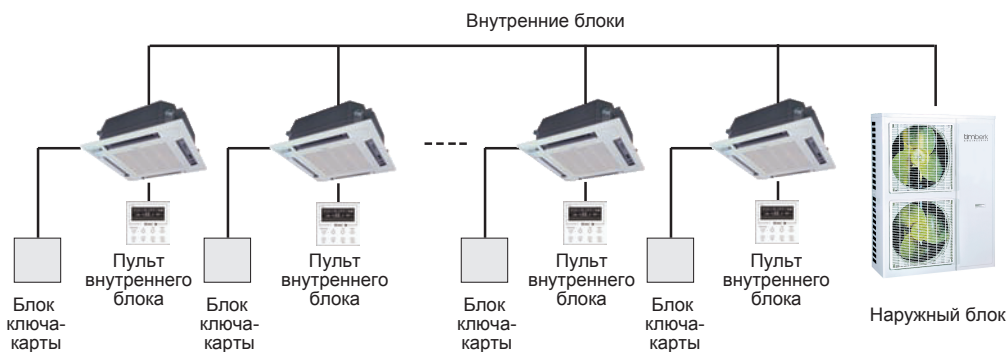 Внутренние блоки
timberk
Пульт
внутреннего
блока
Пульт
внутреннего
блока
Пульт
внутреннего
блока
Пульт
внутреннего
блока
Блок
ключа-
карты
Блок
ключа-
карты
Блок
ключа-
карты
Блок
ключа-
карты
Наружный блок